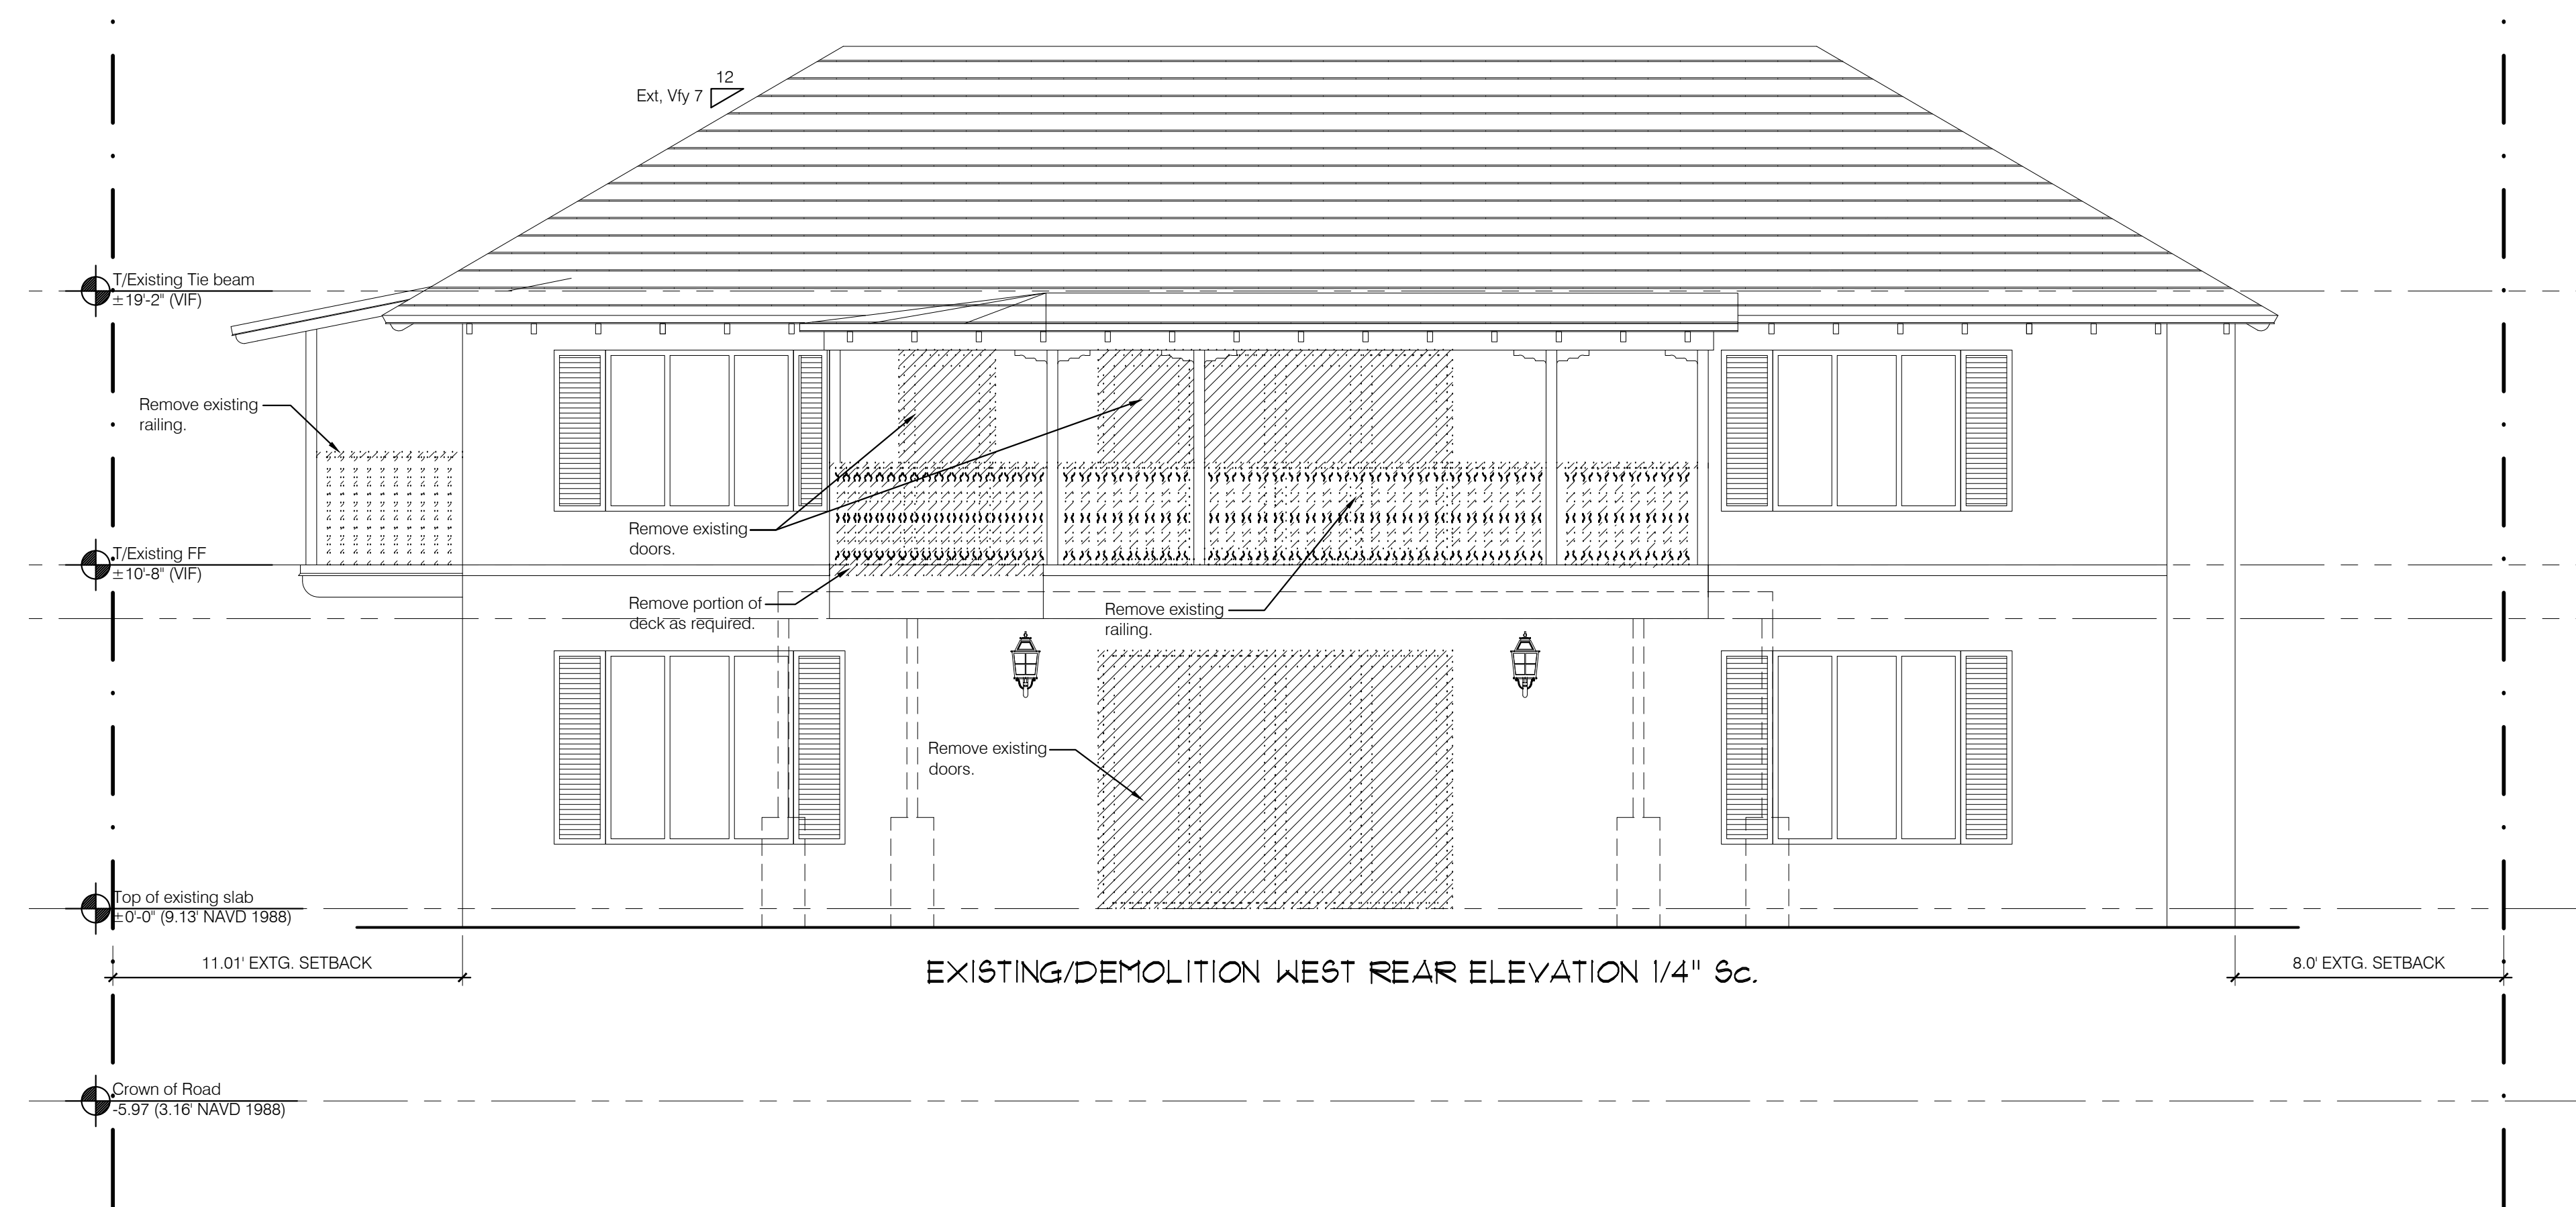 12
Ext, Vfy 7
T/Existing Tie beam
±19'-2" (VIF)
Remove existing
railing.
Remove existing
doors.
T/Existing FF
±10'-8" (VIF)
Remove portion of
deck as required.
Remove existing
railing.
Remove existing
doors.
Top of existing slab
±0'-0" (9.13' NAVD 1988)
11.01' EXTG. SETBACK
EXISTING/DEMOLITION WEST REAR ELEVATION 1/4" Sc.
8.0' EXTG. SETBACK
Crown of Road
-5.97 (3.16' NAVD 1988)